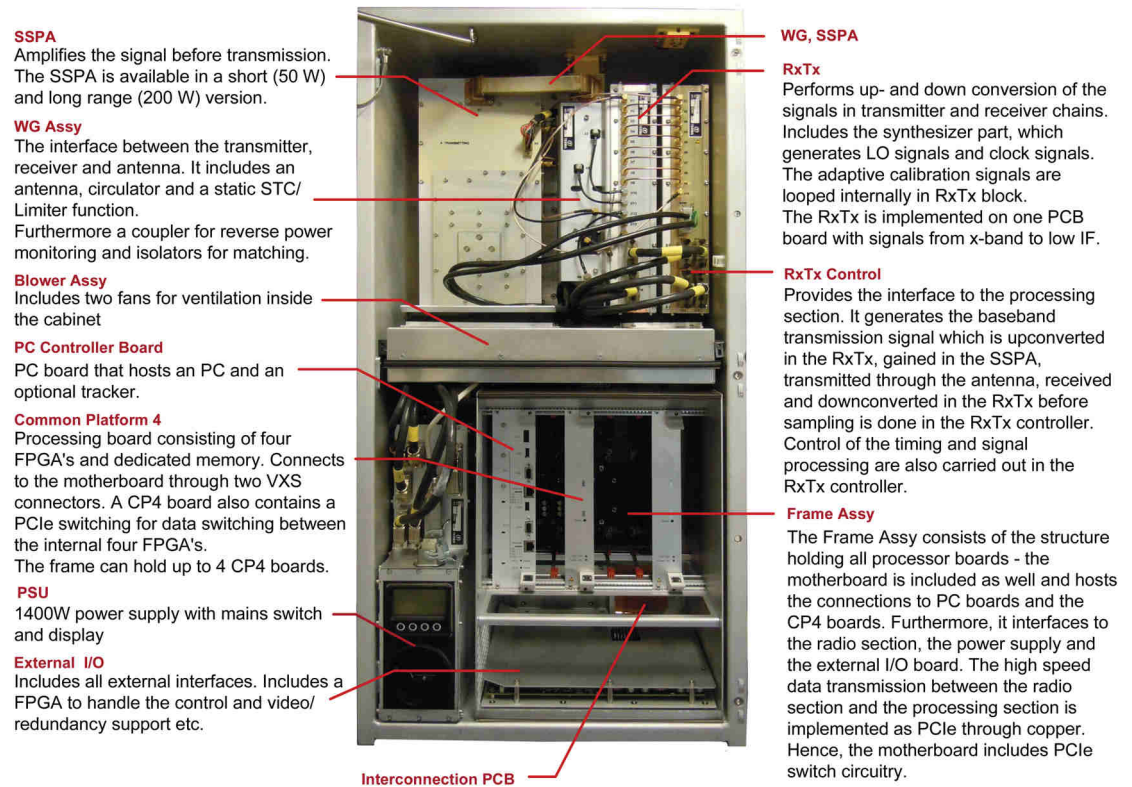 SSPA
Amplifies the signal before transmission.
The SSPA is available in a short (50 W)
and long range (200 W) version.
WG Assy
The interface between the transmitter,
receiver and antenna. It includes an
antenna, circulator and a static STC/
Limiter function.
Furthermore a coupler for reverse power
monitoring and isolators for matching.
Blower Assy
Includes two fans for ventilation inside
the cabinet
PC Controller Board
PC board that hosts an PC and an
optional tracker.
Common Platform 4
Processing board consisting of four
FPGA's and dedicated memory. Connects
to the motherboard through two VXS
connectors. A CP4 board also contains a
PCIe switching for data switching between
the internal four FPGA's.
The frame can hold up to 4 CP4 boards.
PSU
1400W power supply with mains switch
and display
External I/O
Includes all external interfaces. Includes a
FPGA to handle the control and video/
redundancy support etc.
Interconnection PCB
WG, SSPA
RxTx
Performs up- and down conversion of the
signals in transmitter and receiver chains.
Includes the synthesizer part, which
generates LO signals and clock signals.
The adaptive calibration signals are
looped internally in RxTx block.
The RxTx is implemented on one PCB
board with signals from x-band to low IF.
RxTx Control
Provides the interface to the processing
section. It generates the baseband
transmission signal which is upconverted
in the RxTx, gained in the SSPA,
transmitted through the antenna, received
and downconverted in the RxTx before
sampling is done in the RxTx controller.
Control of the timing and signal
processing are also carried out in the
RxTx controller.
Frame Assy
The Frame Assy consists of the structure
holding all processor boards - the
motherboard is included as well and hosts
the connections to PC boards and the
CP4 boards. Furthermore, it interfaces to
the radio section, the power supply and
the external I/O board. The high speed
data transmission between the radio
section and the processing section is
implemented as PCIe through copper.
Hence, the motherboard includes PCIe
switch circuitry.